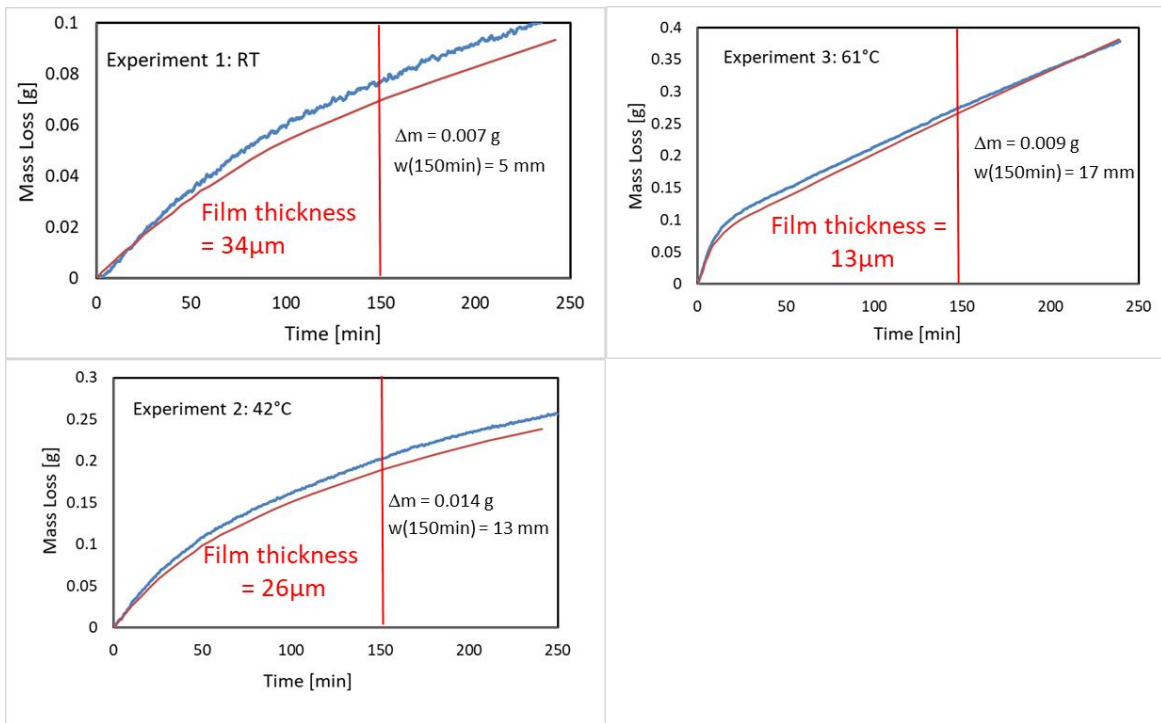 Experiment 1: RT
Mass Loss [g]
0.1
0.08
0.06
0.04
0.02
0
Δm = 0.007 g
w(150min) = 5 mm
Film thickness
= 34μm
0 50 100 150 200 250
Time [min]
Experiment 3: 61°C
Mass Loss [g]
0.4
0.35
0.3
0.25
0.2
0.15
0.1
0.05
0
Δm = 0.009 g
w(150min) = 17 mm
Film thickness =
13μm
0 50 100 150 200 250
Time [min]
Experiment 2: 42°C
Mass Loss [g]
0.3
0.25
0.2
0.15
0.1
0.05
0
Δm = 0.014 g
w(150min) = 13 mm
Film thickness
= 26μm
0 50 100 150 200 250
Time [min]